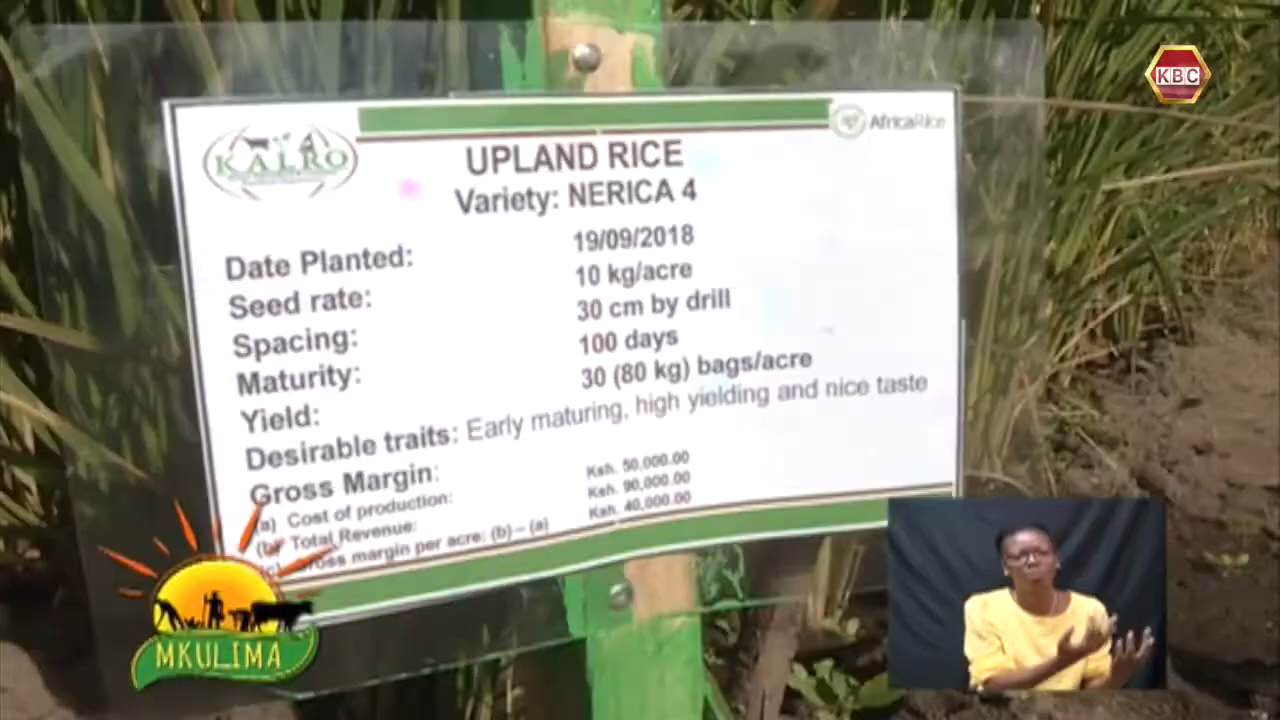 KBC
KALRO
AfricaRice
UPLAND RICE
Variety: NERICA 4
Date Planted: 19/09/2018
Seed rate: 10 kg/acre
Spacing: 30 cm by drill
Maturity: 100 days
Yield: 30 (80 kg) bags/acre
Desirable traits: Early maturing, high yielding and nice taste
Gross Margin:
(a) Cost of production: Ksh. 50,000.00
(b) Total Revenue: Ksh. 90,000.00
(c) Gross margin per acre: (b) – (a) Ksh. 40,000.00
MKULIMA